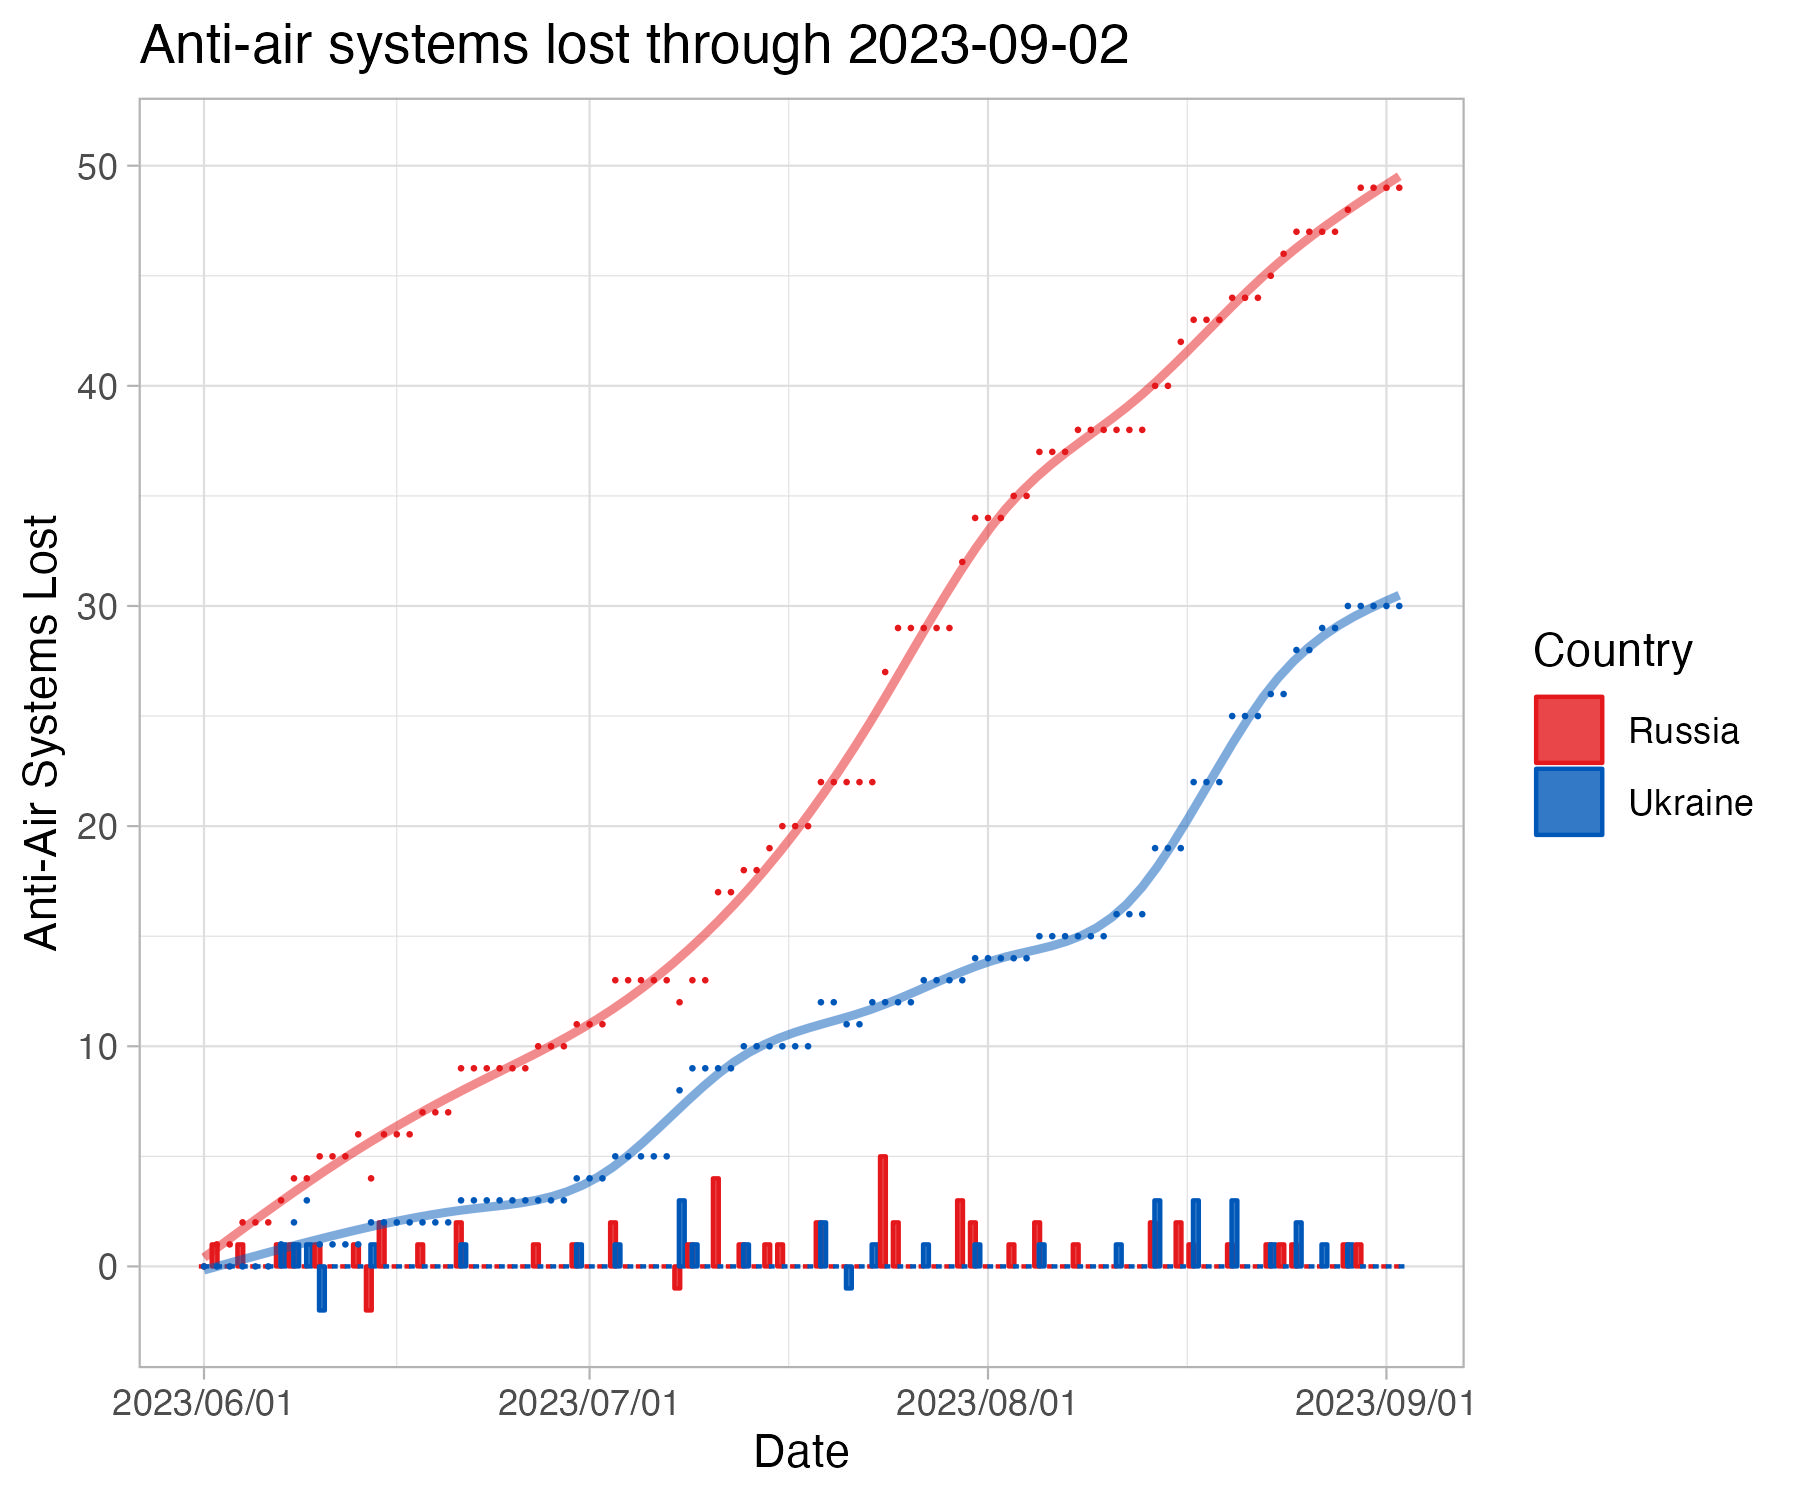 Anti-air systems lost through 2023-09-02
Anti-Air Systems Lost
50
40
30
20
10
0
2023/06/01 2023/07/01 2023/08/01 2023/09/01
Date
Country
Russia
Ukraine